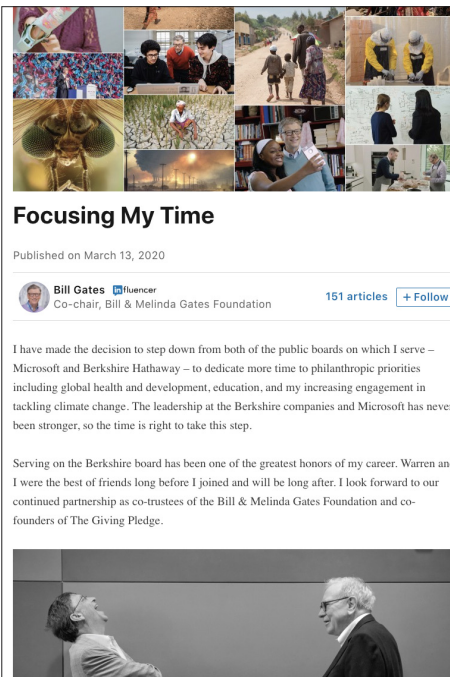 Focusing My Time
Published on March 13, 2020
Bill Gates influencer
Co-chair, Bill & Melinda Gates Foundation
151 articles + Follow
I have made the decision to step down from both of the public boards on which I serve –
Microsoft and Berkshire Hathaway – to dedicate more time to philanthropic priorities
including global health and development, education, and my increasing engagement in
tackling climate change. The leadership at the Berkshire companies and Microsoft has neve
been stronger, so the time is right to take this step.
Serving on the Berkshire board has been one of the greatest honors of my career. Warren an
I were the best of friends long before I joined and will be long after. I look forward to our
continued partnership as co-trustees of the Bill & Melinda Gates Foundation and co-
founders of The Giving Pledge.